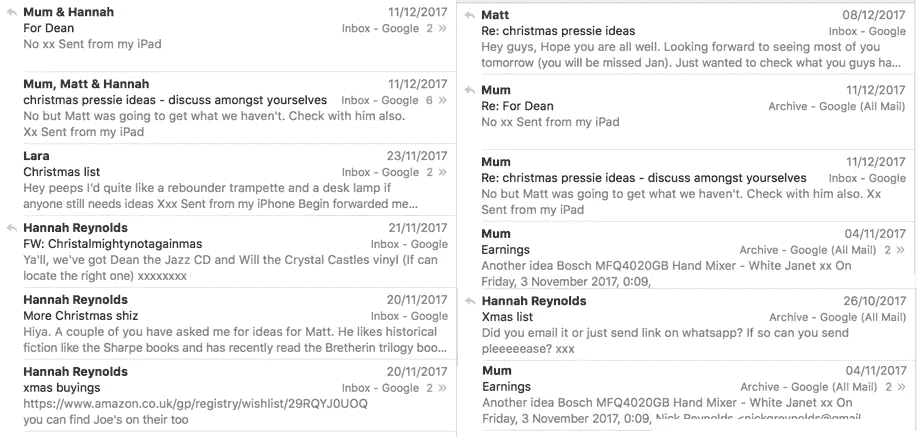 Mum & Hannah 11/12/2017
For Dean Inbox - Google 2 »
No xx Sent from my iPad
Mum, Matt & Hannah 11/12/2017
christmas pressie ideas - discuss amongst yourselves Inbox - Google 6 »
No but Matt was going to get what we haven't. Check with him also.
Xx Sent from my iPad
Lara 23/11/2017
Christmas list Inbox - Google 2 »
Hey peeps I'd quite like a rebounder trampette and a desk lamp if
anyone still needs ideas Xxx Sent from my iPhone Begin forwarded me...
Hannah Reynolds 21/11/2017
FW: Christalmightynotagainmas Inbox - Google
Ya'll, we've got Dean the Jazz CD and Will the Crystal Castles vinyl (If can
locate the right one) xxxxxxxx
Hannah Reynolds 20/11/2017
More Christmas shiz Inbox - Google
Hiya. A couple of you have asked me for ideas for Matt. He likes historical
fiction like the Sharpe books and has recently read the Bretherin trilogy boo...
Hannah Reynolds 20/11/2017
xmas buyings Inbox - Google 2 »
https://www.amazon.co.uk/gp/registry/wishlist/29RQYJ0UOQ
you can find Joe's on their too
Matt 08/12/2017
Re: christmas pressie ideas Inbox - Google
Hey guys, Hope you are all well. Looking forward to seeing most of you
tomorrow (you will be missed Jan). Just wanted to check what you guys ha...
Mum 11/12/2017
Re: For Dean Archive - Google (All Mail)
No xx Sent from my iPad
Mum 11/12/2017
Re: christmas pressie ideas - discuss amongst yourselves Inbox - Google
No but Matt was going to get what we haven't. Check with him also. Xx
Sent from my iPad
Mum 04/11/2017
Earnings Archive - Google (All Mail) 2 »
Another idea Bosch MFQ4020GB Hand Mixer - White Janet xx On
Friday, 3 November 2017, 0:09,
Hannah Reynolds 26/10/2017
Xmas list Archive - Google (All Mail)
Did you email it or just send link on whatsapp? If so can you send
pleeeeease? xxx
Mum 04/11/2017
Earnings Archive - Google (All Mail) 2 »
Another idea Bosch MFQ4020GB Hand Mixer - White Janet xx On
Friday, 3 November 2017, 0:09, Nick Reynolds